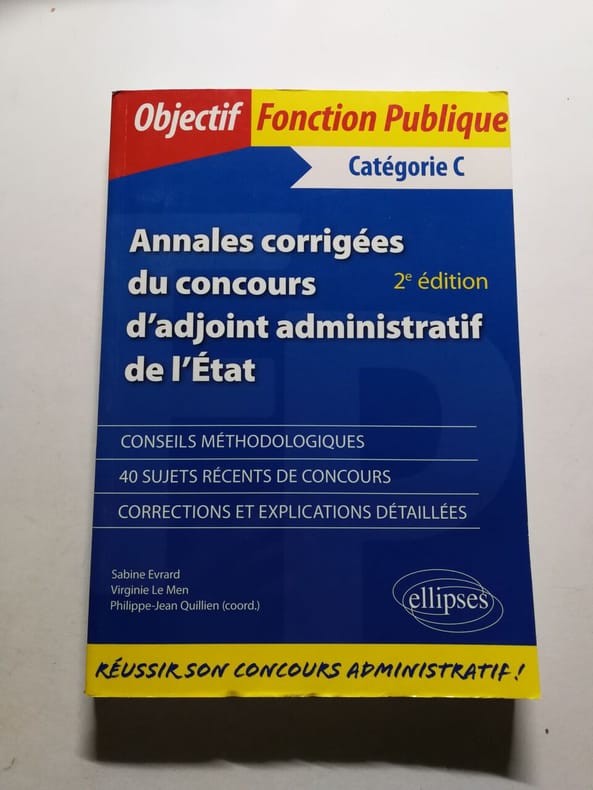 Objectif Fonction Publique
Catégorie C
Annales corrigées
du concours 2e édition
d'adjoint administratif
de l'État
CONSEILS MÉTHODOLOGIQUES
40 SUJETS RÉCENTS DE CONCOURS
CORRECTIONS ET EXPLICATIONS DÉTAILLÉES
Sabine Evrard
Virginie Le Men
Philippe-Jean Quillien (coord.)
ellipses
RÉUSSIR SON CONCOURS ADMINISTRATIF !